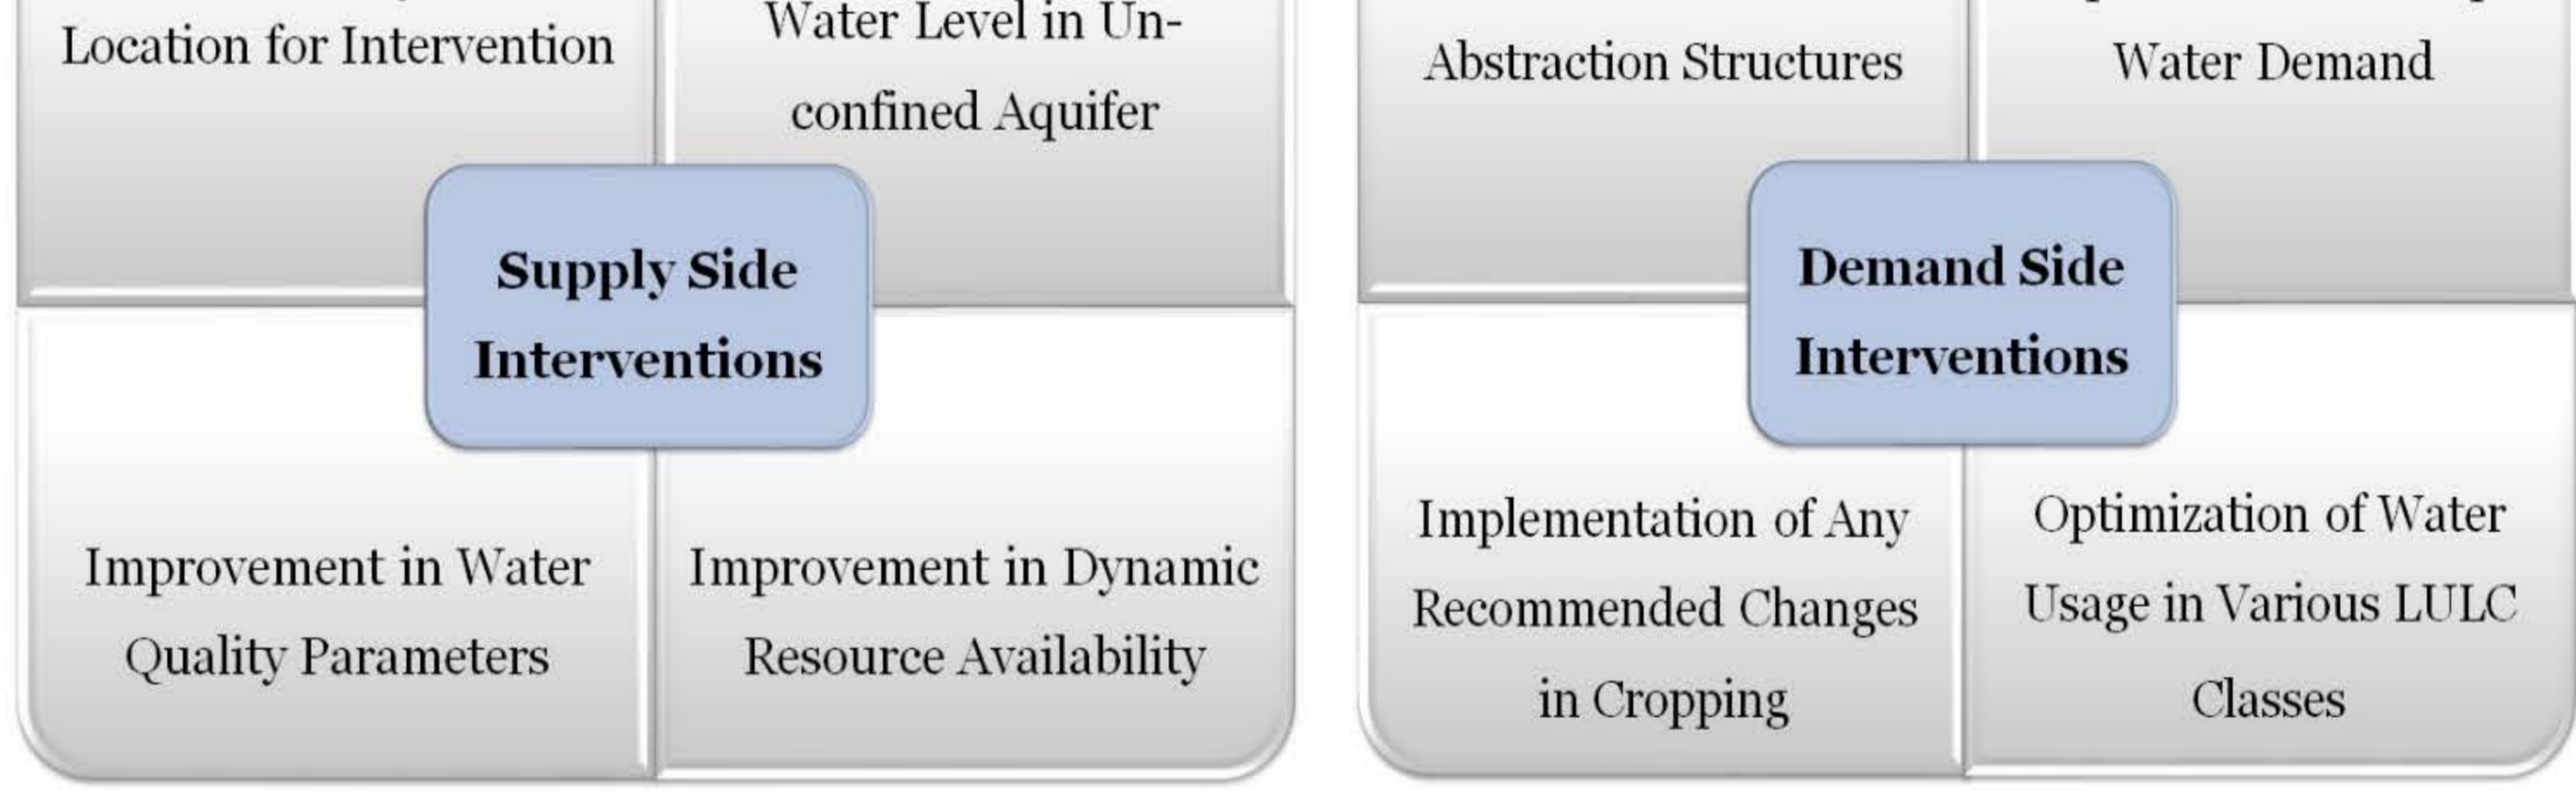 Location for Intervention
Water Level in Un-
confined Aquifer
Supply Side
Interventions
Improvement in Water
Quality Parameters
Improvement in Dynamic
Resource Availability
Abstraction Structures
Water Demand
Demand Side
Interventions
Implementation of Any
Recommended Changes
in Cropping
Optimization of Water
Usage in Various LULC
Classes